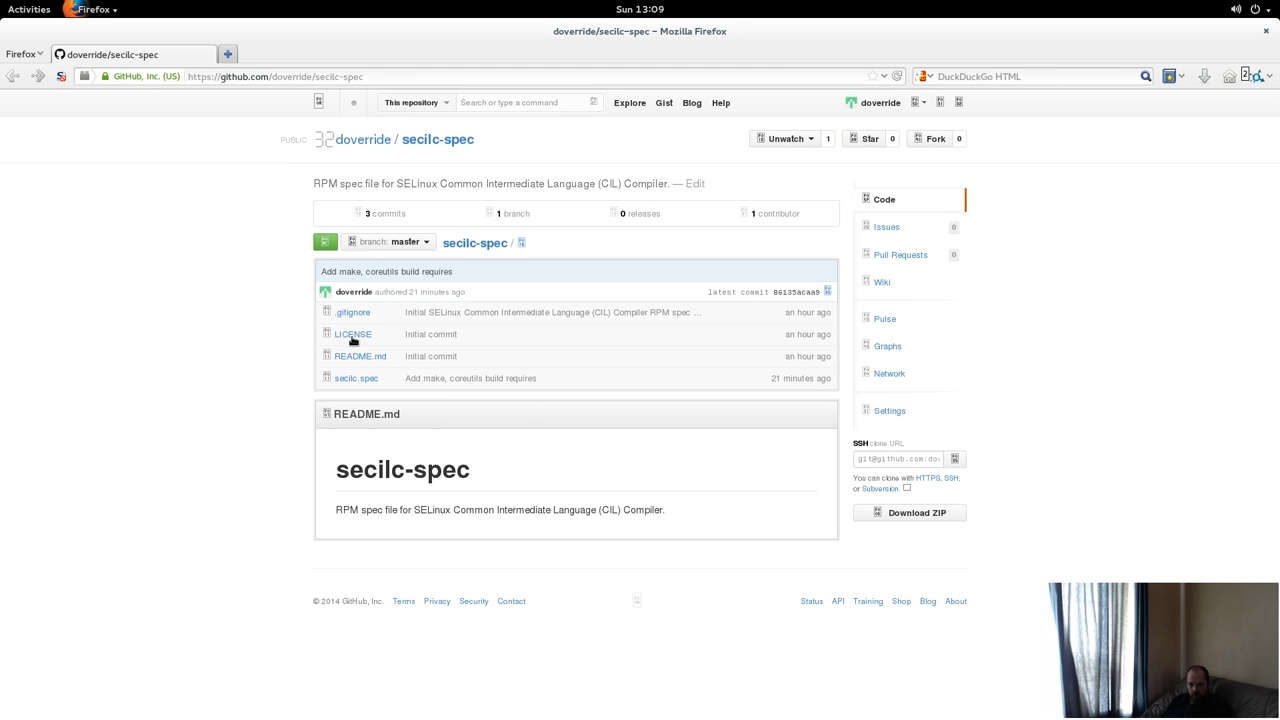 Activities Firefox Sun 13:09
doverride/secilc-spec – Mozilla Firefox
Firefox doverride/secilc-spec
GitHub, Inc. (US) https://github.com/doverride/secilc-spec DuckDuckGo HTML 2
This repository Search or type a command Explore Gist Blog Help doverride
PUBLIC doverride / secilc-spec Unwatch 1 Star 0 Fork 0
RPM spec file for SELinux Common Intermediate Language (CIL) Compiler. — Edit
3 commits 1 branch 0 releases 1 contributor
branch: master secilc-spec /
Add make, coreutils build requires
doverride authored 21 minutes ago latest commit 86135acaa9
.gitignore Initial SELinux Common Intermediate Language (CIL) Compiler RPM spec … an hour ago
LICENSE Initial commit an hour ago
README.md Initial commit an hour ago
secilc.spec Add make, coreutils build requires 21 minutes ago
README.md
secilc-spec
RPM spec file for SELinux Common Intermediate Language (CIL) Compiler.
Code
Issues 0
Pull Requests 0
Wiki
Pulse
Graphs
Network
Settings
SSH clone URL
git@github.com:do
You can clone with HTTPS, SSH,
or Subversion.
Download ZIP
© 2014 GitHub, Inc. Terms Privacy Security Contact Status API Training Shop Blog About